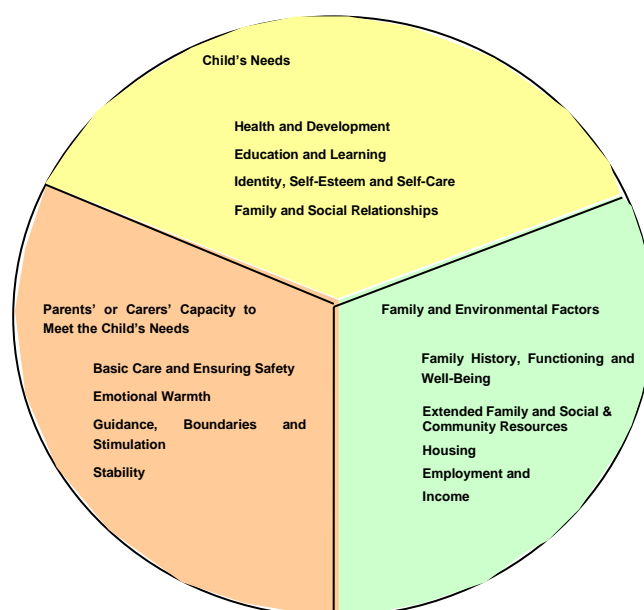 Child's Needs
Health and Development
Education and Learning
Identity, Self-Esteem and Self-Care
Family and Social Relationships
Parents' or Carers' Capacity to
Meet the Child's Needs
Basic Care and Ensuring Safety
Emotional Warmth
Guidance, Boundaries and
Stimulation
Stability
Family and Environmental Factors
Family History, Functioning and
Well-Being
Extended Family and Social &
Community Resources
Housing
Employment and
Income